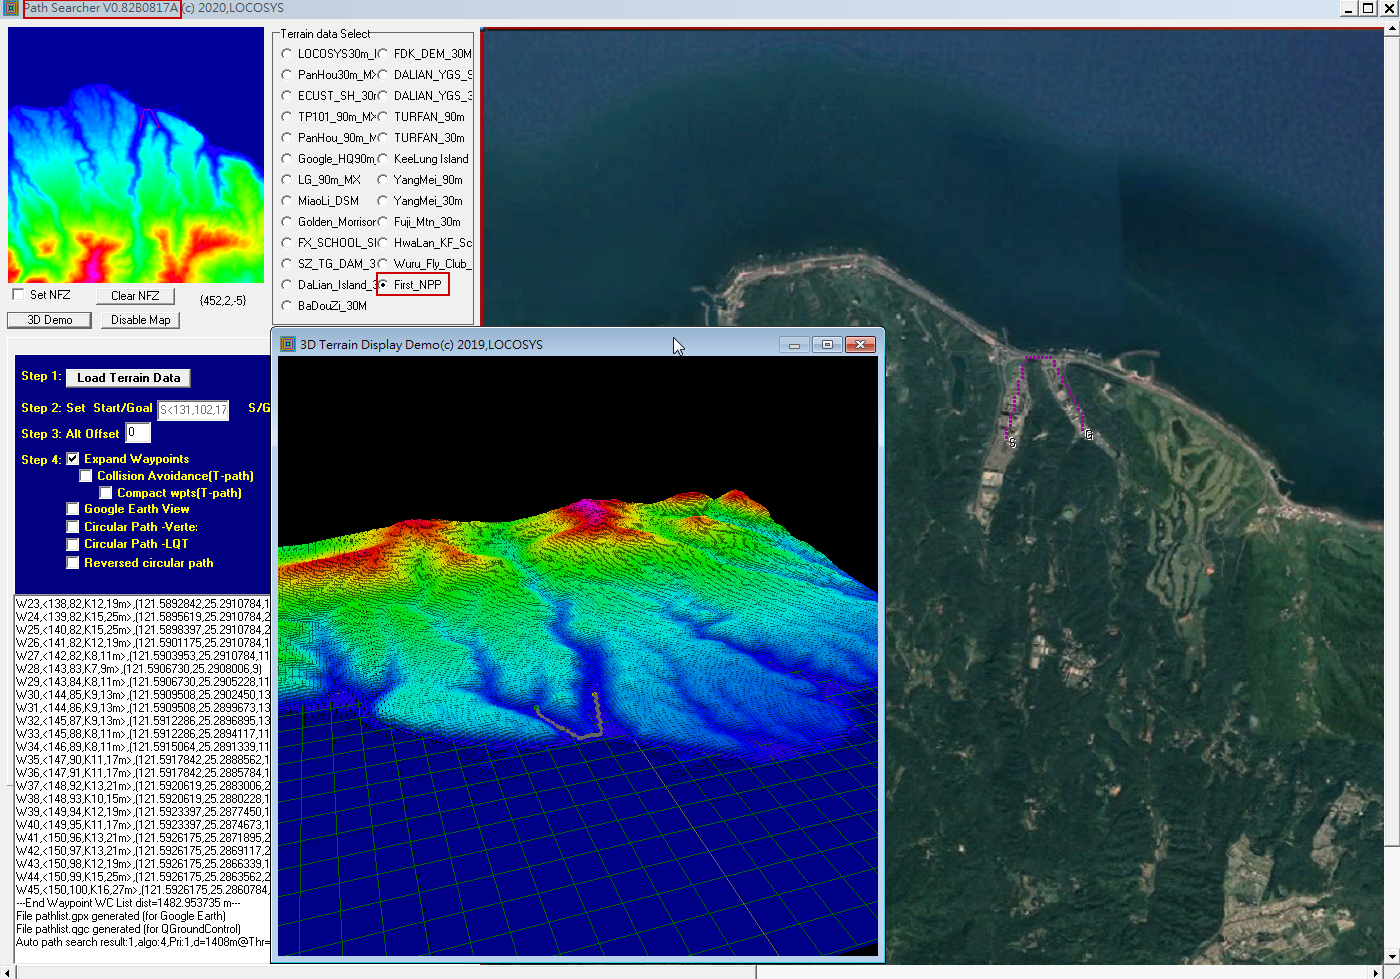 Path Searcher V0.82B0817A (c) 2020,LOCOSYS
Terrain data Select
LOCOSYS30m_
PanHou30m_MX
ECUST_SH_30
TP101_90m_MX
PanHou_90m_M
Google_HQ90m_
LG_90m_MX
MiaoLi_DSM
Golden_Morrison
FX_SCHOOL_S
SZ_TG_DAM_3
DaLian_Island_3
BaDouZi_30M
FDK_DEM_30M
DALIAN_YGS_9
DALIAN_YGS_3
TURFAN_90m
TURFAN_30m
KeeLung Island
YangMei_90m
YangMei_30m
Fuji_Mtn_30m
HwaLan_KF_Sc
Wuru_Fly_Club_
First_NPP
Set NFZ
Clear NFZ
{452,2,-5}
3D Demo
Disable Map
Step 1: Load Terrain Data
Step 2: Set Start/Goal S<131,102,17 S/G
Step 3: Alt Offset 0
Step 4: Expand Waypoints
Collision Avoidance(T-path)
Compact wpts(T-path)
Google Earth View
Circular Path -Verte:
Circular Path -LQT
Reversed circular path
W23,<138,82,K12,19m>,(121.5892842,25.2910784,1
W24,<139,82,K15,25m>,(121.5895619,25.2910784,2
W25,<140,82,K15,25m>,(121.5898397,25.2910784,2
W26,<141,82,K12,19m>,(121.5901175,25.2910784,1
W27,<142,82,K8,11m>,(121.5903953,25.2910784,11
W28,<143,83,K7,9m>,(121.5906730,25.2908006,9)
W29,<143,84,K8,11m>,(121.5906730,25.2905228,11
W30,<144,85,K9,13m>,(121.5909508,25.2902450,13
W31,<144,86,K9,13m>,(121.5909508,25.2899673,13
W32,<145,87,K9,13m>,(121.5912286,25.2896895,13
W33,<145,88,K8,11m>,(121.5912286,25.2894117,11
W34,<146,89,K8,11m>,(121.5915064,25.2891339,11
W35,<147,90,K11,17m>,(121.5917842,25.2888562,1
W36,<147,91,K11,17m>,(121.5917842,25.2885784,1
W37,<148,92,K13,21m>,(121.5920619,25.2883006,2
W38,<148,93,K10,15m>,(121.5920619,25.2880228,1
W39,<149,94,K12,19m>,(121.5923397,25.2877450,1
W40,<149,95,K11,17m>,(121.5923397,25.2874673,1
W41,<150,96,K13,21m>,(121.5926175,25.2871895,2
W42,<150,97,K13,21m>,(121.5926175,25.2869117,2
W43,<150,98,K12,19m>,(121.5926175,25.2866339,1
W44,<150,99,K15,25m>,(121.5926175,25.2863562,2
W45,<150,100,K16,27m>,(121.5926175,25.2860784,
---End Waypoint WC List dist=1482.953735 m---
File pathlist.gpx generated (for Google Earth)
File pathlist.qgc generated (for QGroundControl)
Auto path search result:1,algo:4,Pri:1,d=1408m@Thr=
3D Terrain Display Demo(c) 2019,LOCOSYS
S
G